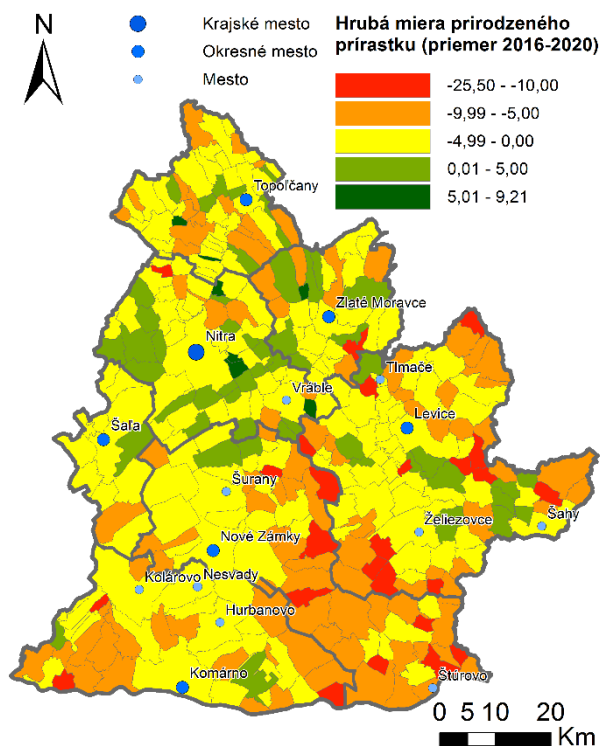 N
Krajské mesto
Okresné mesto
Mesto
Hrubá miera prirodzeného
prírastku (priemer 2016-2020)
-25,50 - -10,00
-9,99 - -5,00
-4,99 - 0,00
0,01 - 5,00
5,01 - 9,21
Topoľčany
Zlaté Moravce
Nitra
Tlmače
Vráble
Levice
Šaľa
Šurany
Želiezovce
Šahy
Nové Zámky
Kolárovo
Nesvady
Hurbanovo
Komárno
Štúrovo
0 5 10 20
Km